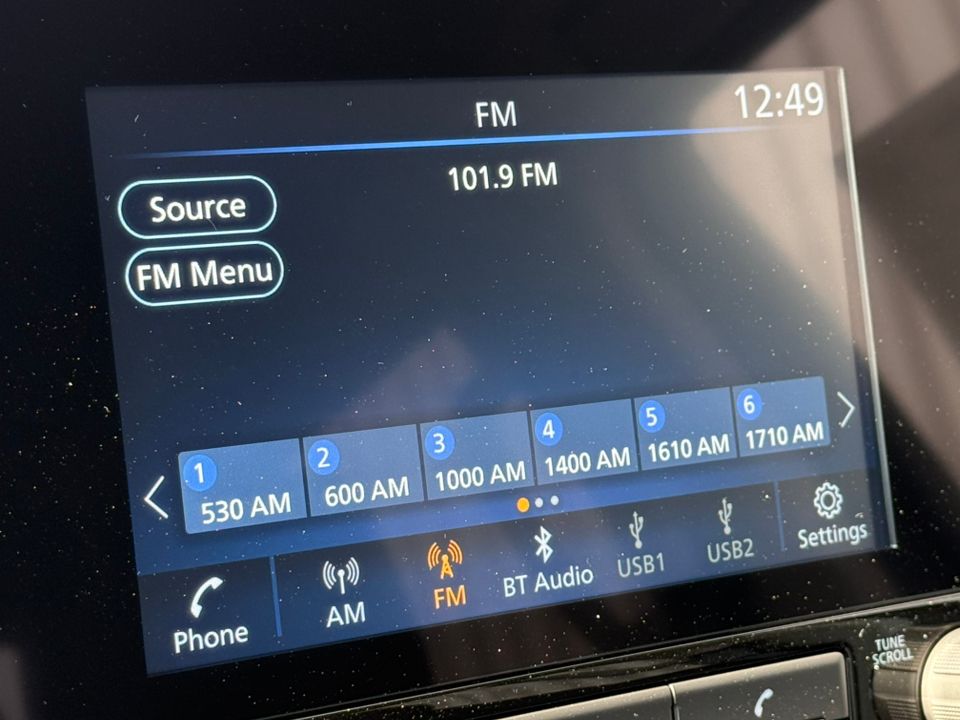 FM
12:49
101.9 FM
Source
FM Menu
1
530 AM
2
600 AM
3
1000 AM
4
1400 AM
5
1610 AM
6
1710 AM
Phone
AM
FM
BT Audio
USB1
USB2
Settings
TUNE
SCROLL